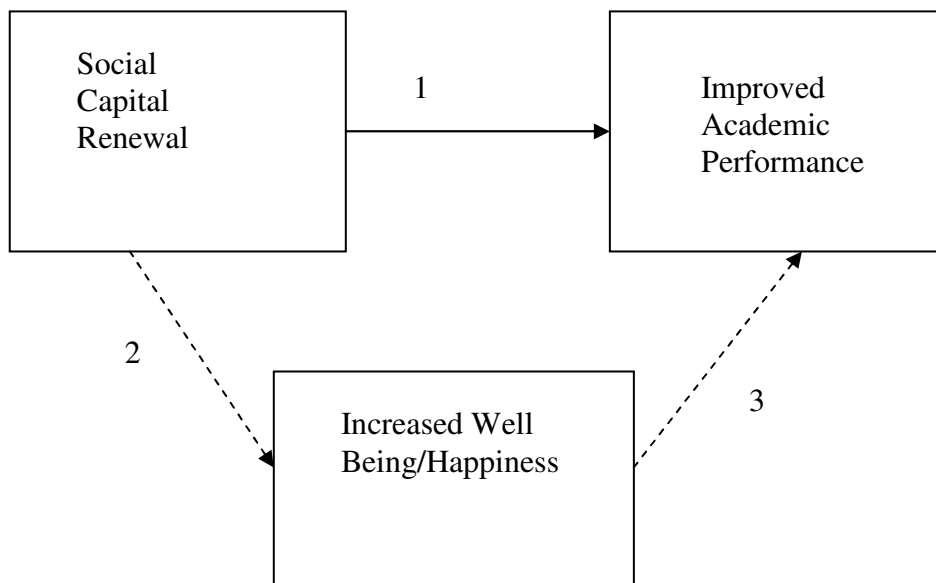 Social
Capital
Renewal
1
Improved
Academic
Performance
2
3
Increased Well
Being/Happiness